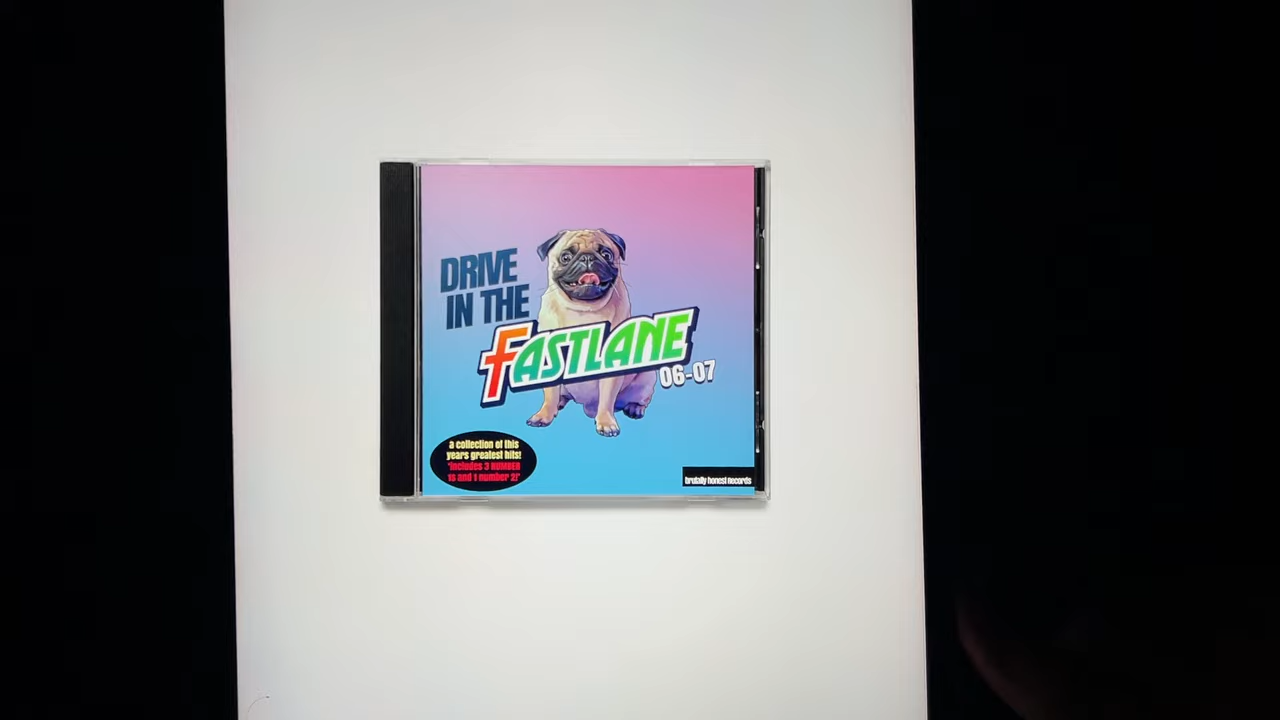 DRIVE
IN THE
FASTLANE
06-07
a collection of this
years greatest hits!
"includes 3 NUMBER
1s and 1 number 2!"
brutally honest Records